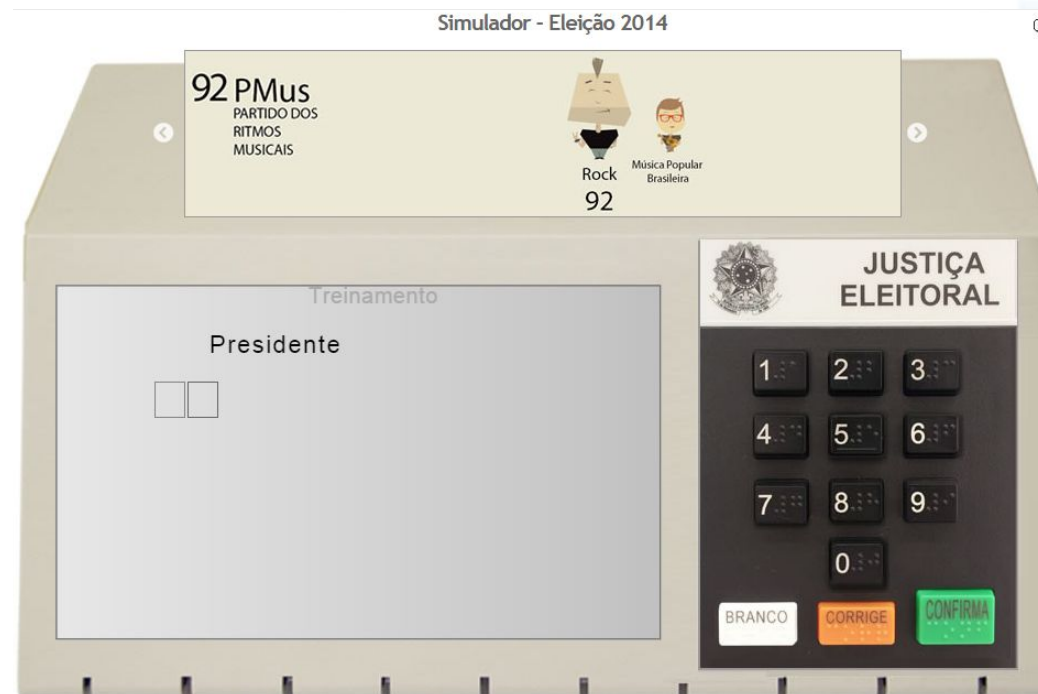 Simulador - Eleição 2014
92 PMus
PARTIDO DOS
RITMOS
MUSICAIS
Rock
92
Música Popular
Brasileira
JUSTIÇA
ELEITORAL
Treinamento
Presidente
1 2 3
4 5 6
7 8 9
0
BRANCO CORRIGE CONFIRMA